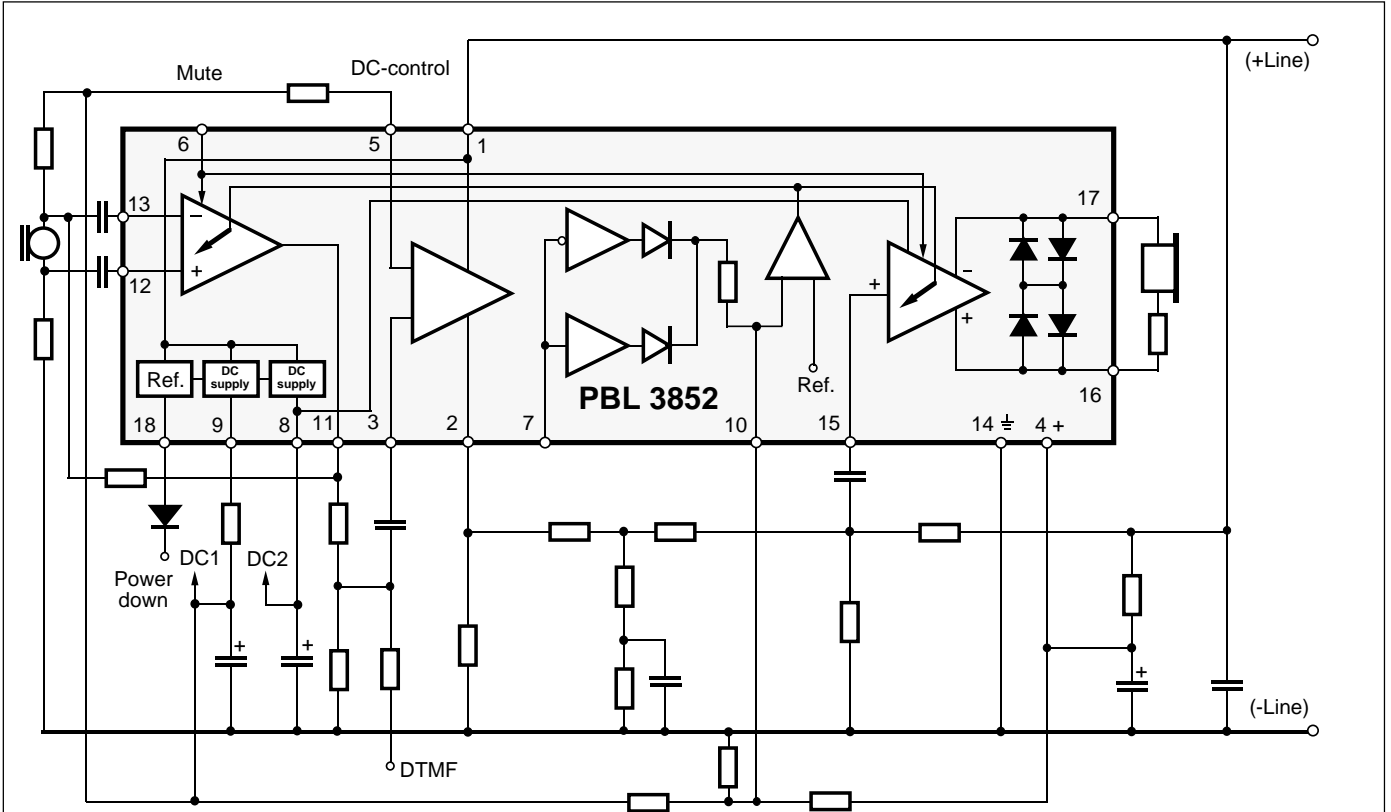 Mute
DC-control
(+Line)
6
5
1
13
−
+
12
17
−
+
+
16
Ref.
DC
supply
DC
supply
Ref.
PBL 3852
18
9
8
11
3
2
7
10
15
14
4 +
DC1
DC2
Power
down
+
+
+
(-Line)
DTMF